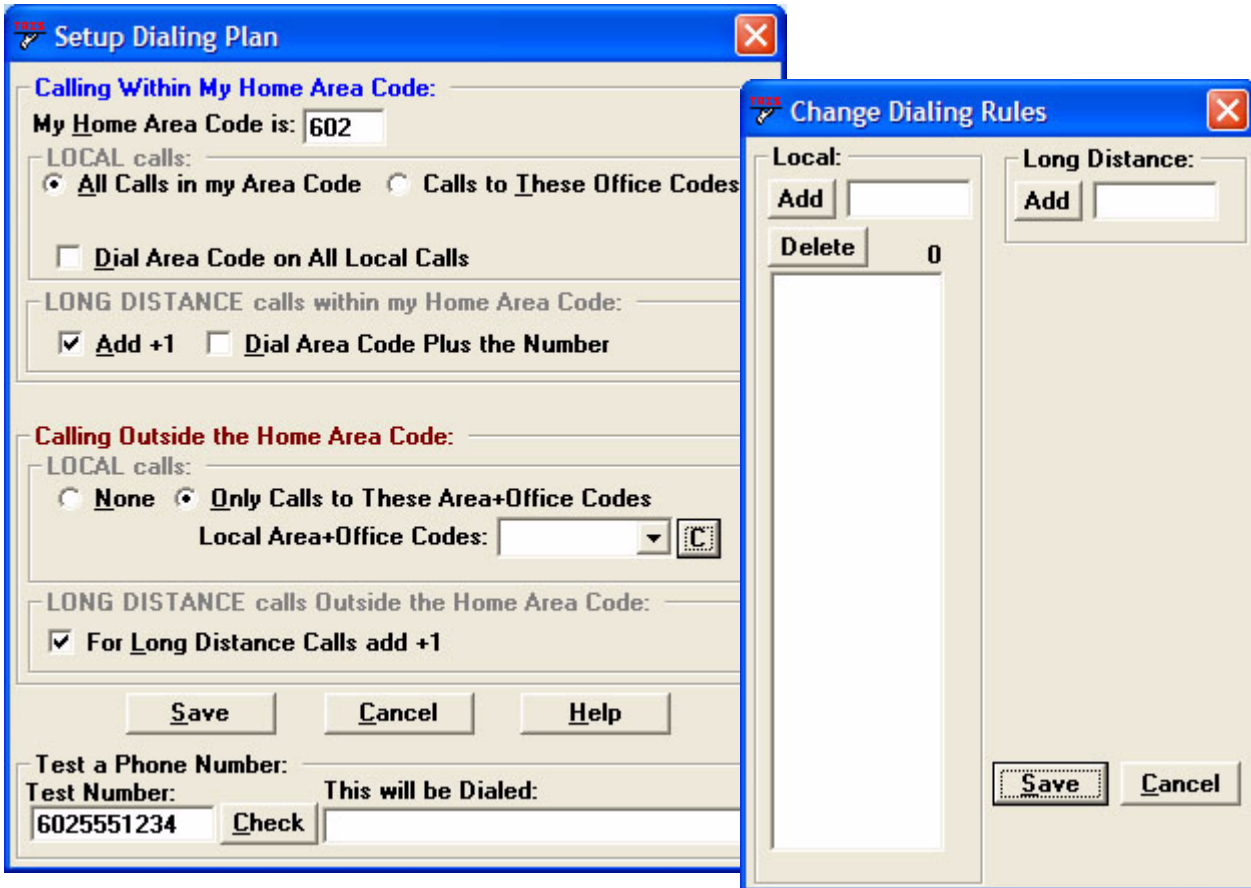 Setup Dialing Plan
Calling Within My Home Area Code:
My Home Area Code is: 602
LOCAL calls:
All Calls in my Area Code Calls to These Office Codes
Dial Area Code on All Local Calls
LONG DISTANCE calls within my Home Area Code:
Add +1 Dial Area Code Plus the Number
Calling Outside the Home Area Code:
LOCAL calls:
None Only Calls to These Area+Office Codes
Local Area+Office Codes: C
LONG DISTANCE calls Outside the Home Area Code:
For Long Distance Calls add +1
Save Cancel Help
Test a Phone Number:
Test Number: This will be Dialed:
6025551234 Check
Change Dialing Rules
Local: Long Distance:
Add Add
Delete 0
Save Cancel